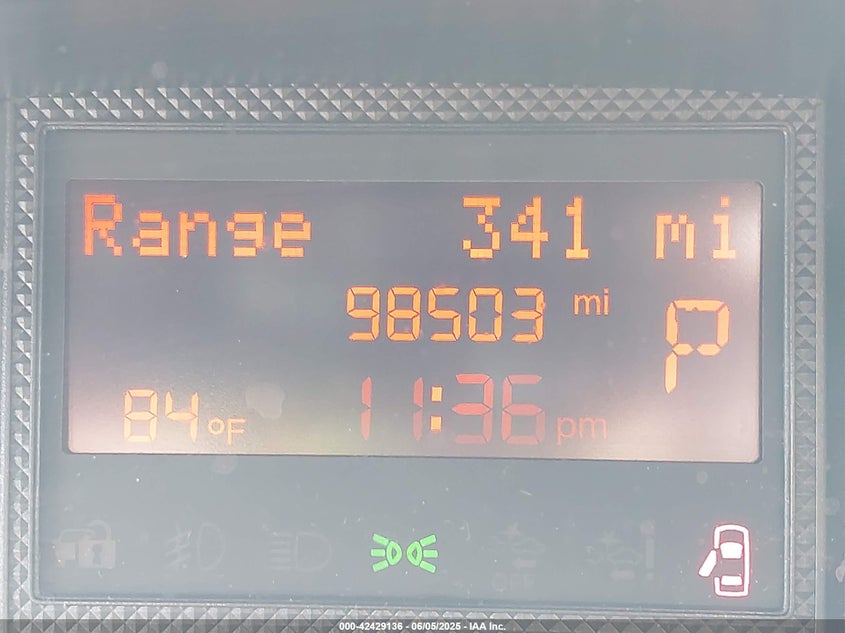 Range 341 mi
98503 mi
P
84°F 11:36 pm
OFF
000-42429136 - 06/05/2025 - IAA Inc.